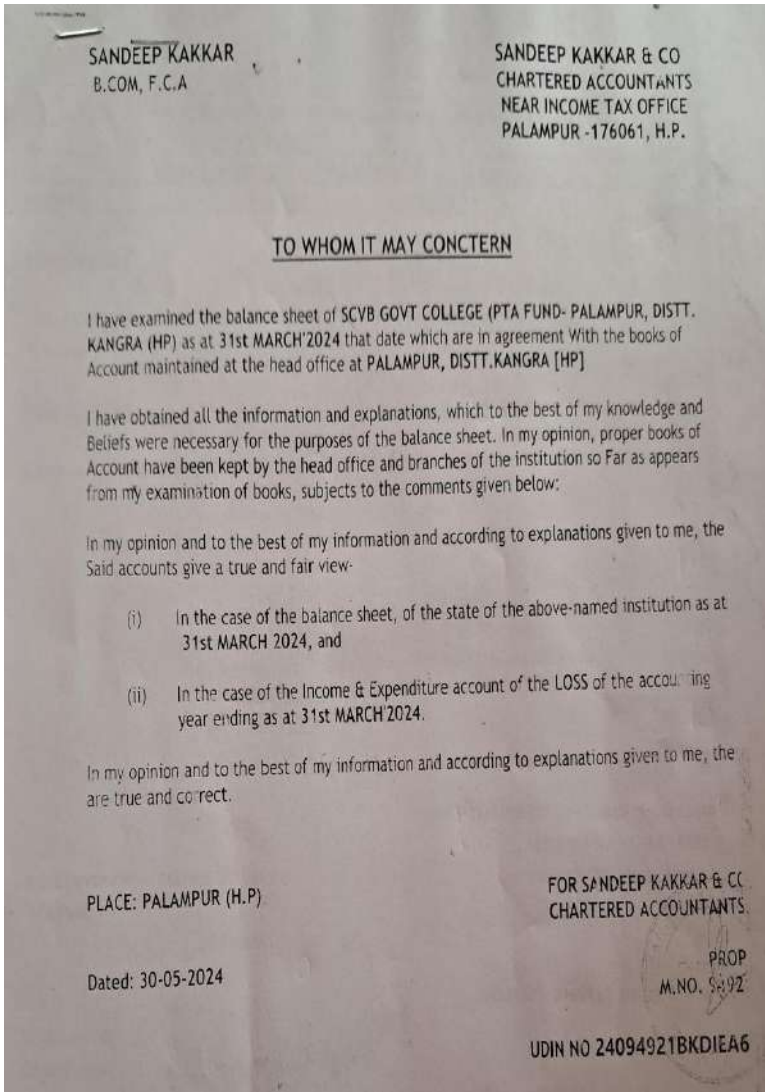 SANDEEP KAKKAR
B.COM, F.C.A
SANDEEP KAKKAR & CO
CHARTERED ACCOUNTANTS
NEAR INCOME TAX OFFICE
PALAMPUR -176061, H.P.
TO WHOM IT MAY CONCTERN
I have examined the balance sheet of SCVB GOVT COLLEGE (PTA FUND- PALAMPUR, DISTT.
KANGRA (HP) as at 31st MARCH'2024 that date which are in agreement With the books of
Account maintained at the head office at PALAMPUR, DISTT.KANGRA [HP]
I have obtained all the information and explanations, which to the best of my knowledge and
Beliefs were necessary for the purposes of the balance sheet. In my opinion, proper books of
Account have been kept by the head office and branches of the institution so Far as appears
from my examination of books, subjects to the comments given below:
In my opinion and to the best of my information and according to explanations given to me, the
Said accounts give a true and fair view-
(i) In the case of the balance sheet, of the state of the above-named institution as at
31st MARCH 2024, and
(ii) In the case of the Income & Expenditure account of the LOSS of the accounting
year ending as at 31st MARCH'2024.
In my opinion and to the best of my information and according to explanations given to me, the
are true and correct.
PLACE: PALAMPUR (H.P)
Dated: 30-05-2024
FOR SANDEEP KAKKAR & CO
CHARTERED ACCOUNTANTS.
PROP
M.NO.
UDIN NO 24094921BKDIEA6